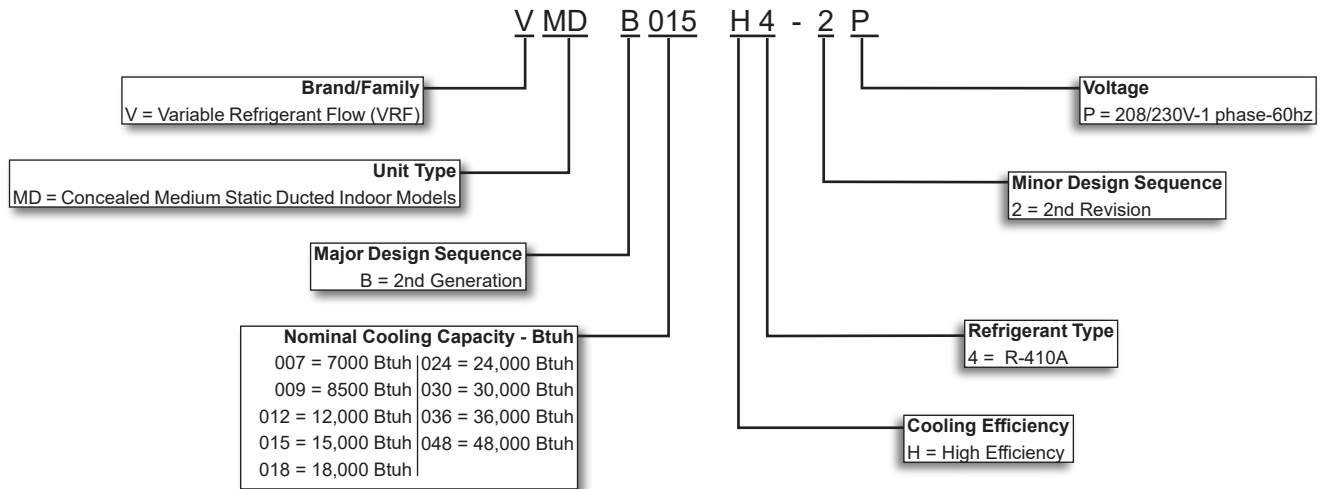 V MD B 015 H 4 - 2 P
Brand/Family
V = Variable Refrigerant Flow (VRF)
Unit Type
MD = Concealed Medium Static Ducted Indoor Models
Major Design Sequence
B = 2nd Generation
Nominal Cooling Capacity - Btuh
007 = 7000 Btuh 024 = 24,000 Btuh
009 = 8500 Btuh 030 = 30,000 Btuh
012 = 12,000 Btuh 036 = 36,000 Btuh
015 = 15,000 Btuh 048 = 48,000 Btuh
018 = 18,000 Btuh
Voltage
P = 208/230V-1 phase-60hz
Minor Design Sequence
2 = 2nd Revision
Refrigerant Type
4 = R-410A
Cooling Efficiency
H = High Efficiency